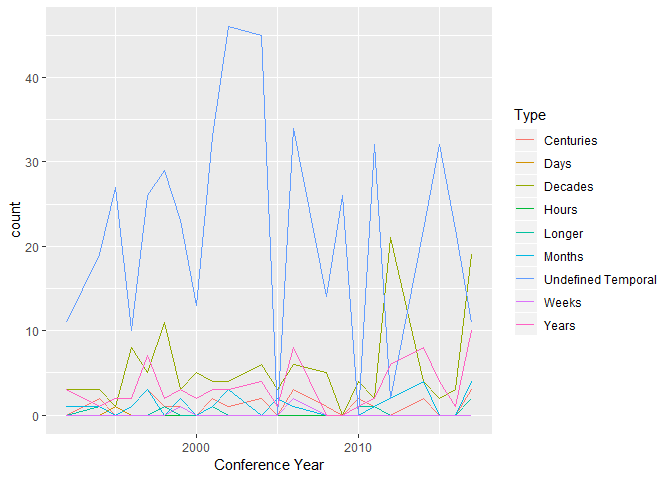 count
40
30
20
10
0
2000
2010
Conference Year
Type
Centuries
Days
Decades
Hours
Longer
Months
Undefined Temporal
Weeks
Years